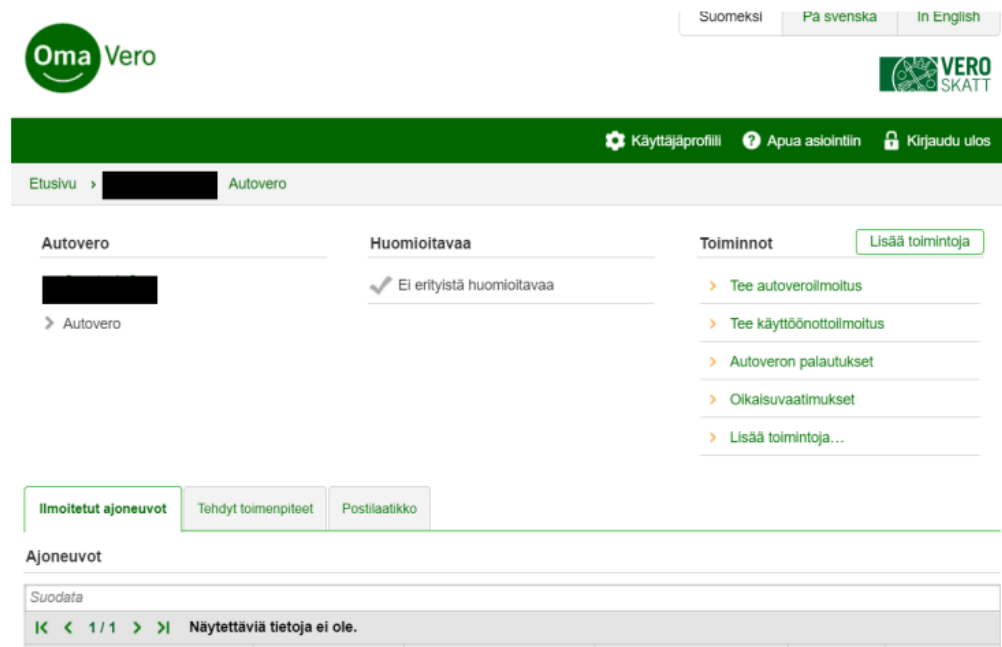 Suomeksi På svenska In English
Oma Vero
VERO
SKATT
Käyttäjäprofiili ? Apua asiointiin Kirjaudu ulos
Etusivu › Autovero
Autovero Huomioitavaa Toiminnot Lisää toimintoja
Ei erityistä huomioitavaa
› Tee autoveroilmoitus
› Autovero
› Tee käyttöönottoilmoitus
› Autoveron palautukset
› Oikaisuvaatimukset
› Lisää toimintoja...
Ilmoitetut ajoneuvot Tehdyt toimenpiteet Postilaatikko
Ajoneuvot
Suodata
1 / 1 Näytettäviä tietoja ei ole.